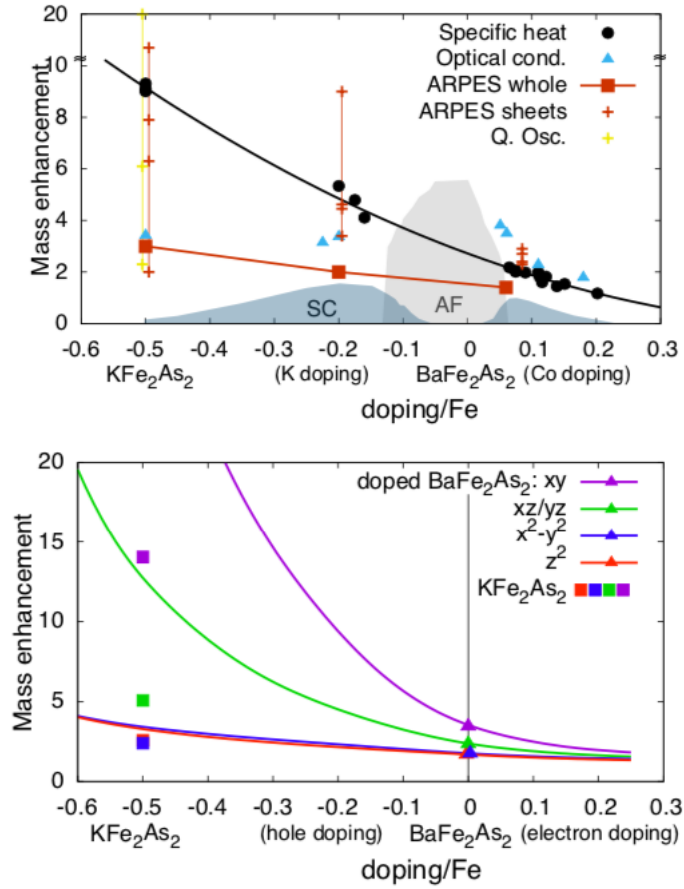 20
10
8
6
4
2
0
Mass enhancement
Specific heat
Optical cond.
ARPES whole
ARPES sheets
Q. Osc.
SC
AF
-0.6 -0.5 -0.4 -0.3 -0.2 -0.1 0 0.1 0.2 0.3
KFe₂As₂ (K doping) BaFe₂As₂ (Co doping)
doping/Fe
20
15
10
5
0
Mass enhancement
doped BaFe₂As₂: xy
xz/yz
x²-y²
z²
KFe₂As₂
-0.6 -0.5 -0.4 -0.3 -0.2 -0.1 0 0.1 0.2 0.3
KFe₂As₂ (hole doping) BaFe₂As₂ (electron doping)
doping/Fe